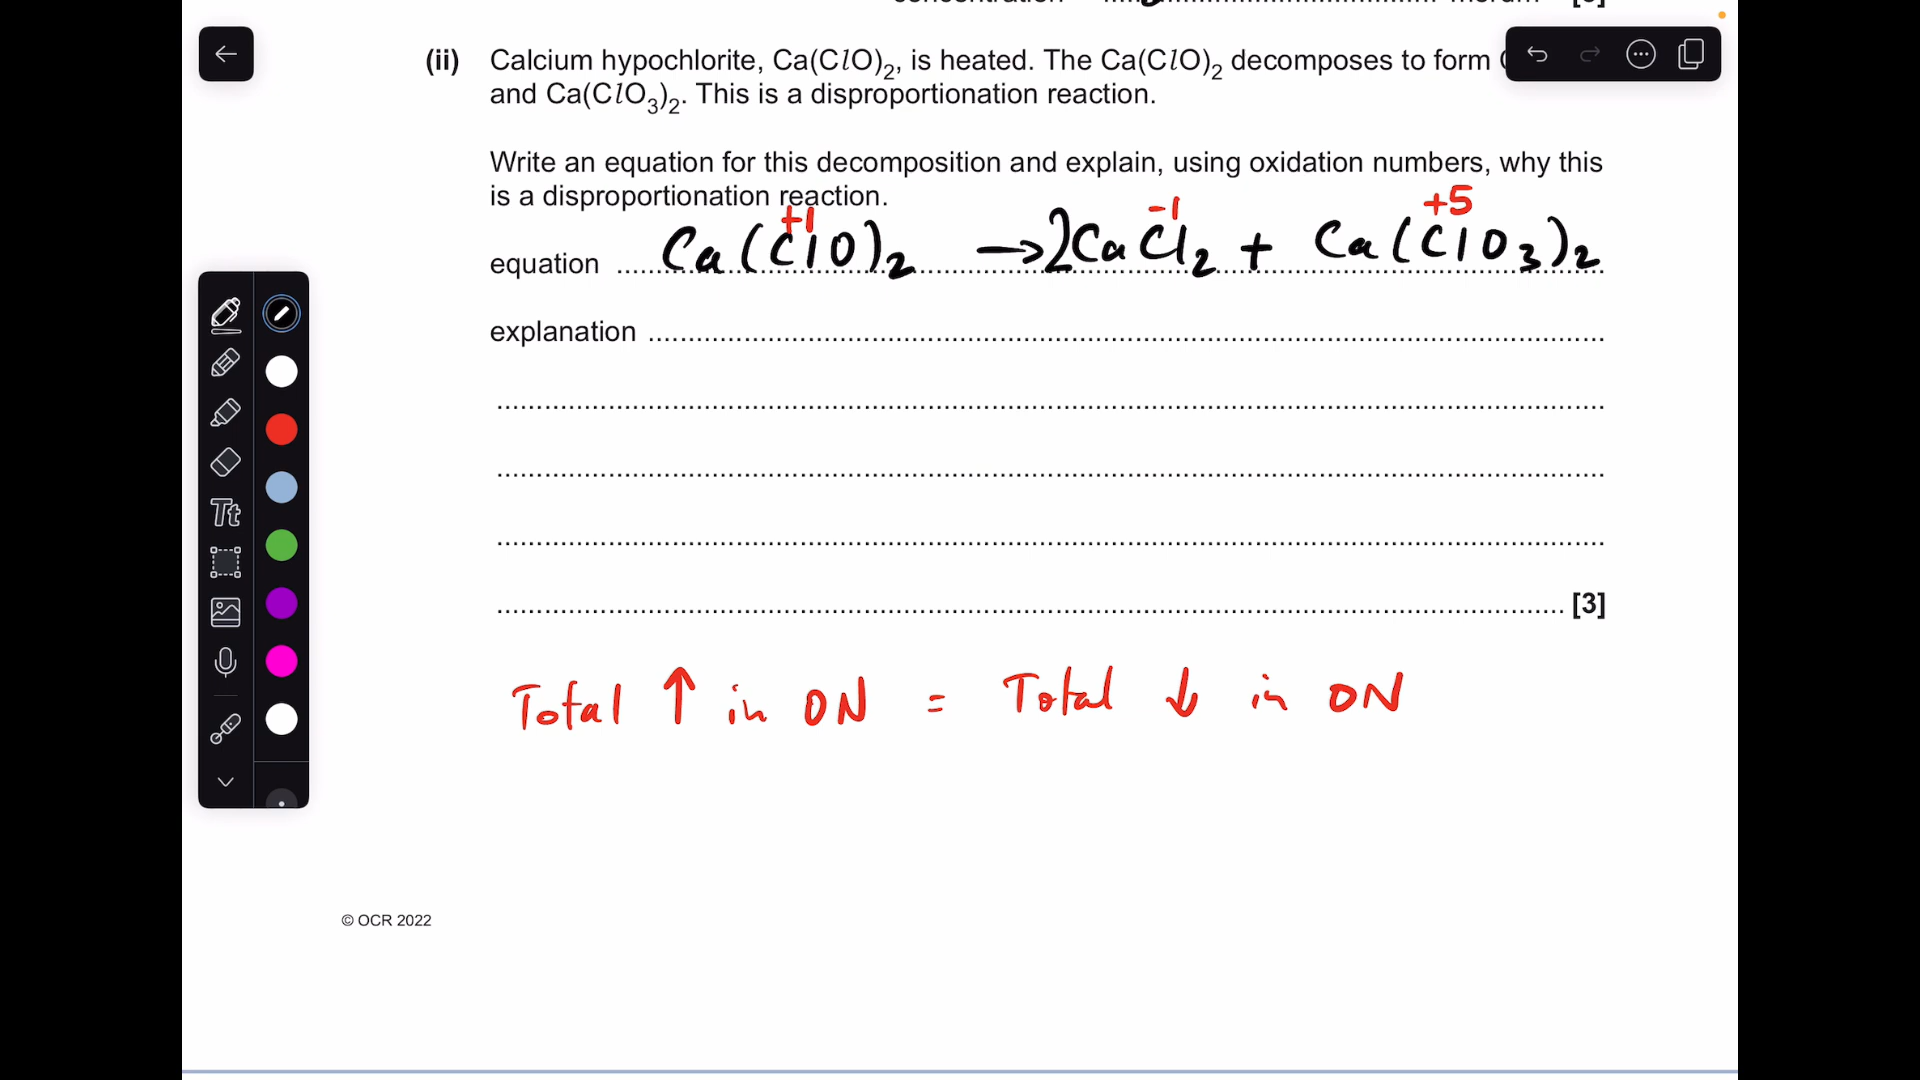 (ii) Calcium hypochlorite, Ca(ClO)₂, is heated. The Ca(ClO)₂ decomposes to form
and Ca(ClO₃)₂. This is a disproportionation reaction.
Write an equation for this decomposition and explain, using oxidation numbers, why this
is a disproportionation reaction.
+1 -1 +5
equation Ca(ClO)₂ → 2CaCl₂ + Ca(ClO₃)₂
explanation
[3]
Total ↑ in ON = Total ↓ in ON
Tt
© OCR 2022